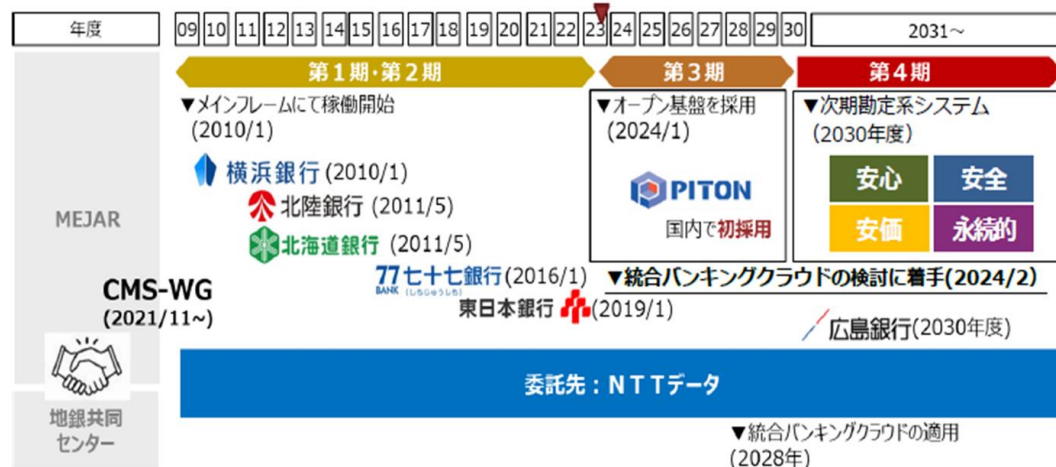 年度 09 10 11 12 13 14 15 16 17 18 19 20 21 22 23 24 25 26 27 28 29 30 2031～
第1期・第2期 第3期 第4期
▼メインフレームにて稼働開始
(2010/1)
▼オープン基盤を採用
(2024/1)
▼次期勘定系システム
(2030年度)
横浜銀行(2010/1)
北陸銀行 (2011/5)
北海道銀行 (2011/5)
77 BANK 七十七銀行(2016/1)
(しちじゅうしち)
東日本銀行 (2019/1)
PITON
国内で初採用
安心 安全
安価 永続的
▼統合バンキングクラウドの検討に着手(2024/2)
広島銀行(2030年度)
MEJAR
CMS-WG
(2021/11~)
地銀共同
センター
委託先：NTTデータ
▼統合バンキングクラウドの適用
(2028年)